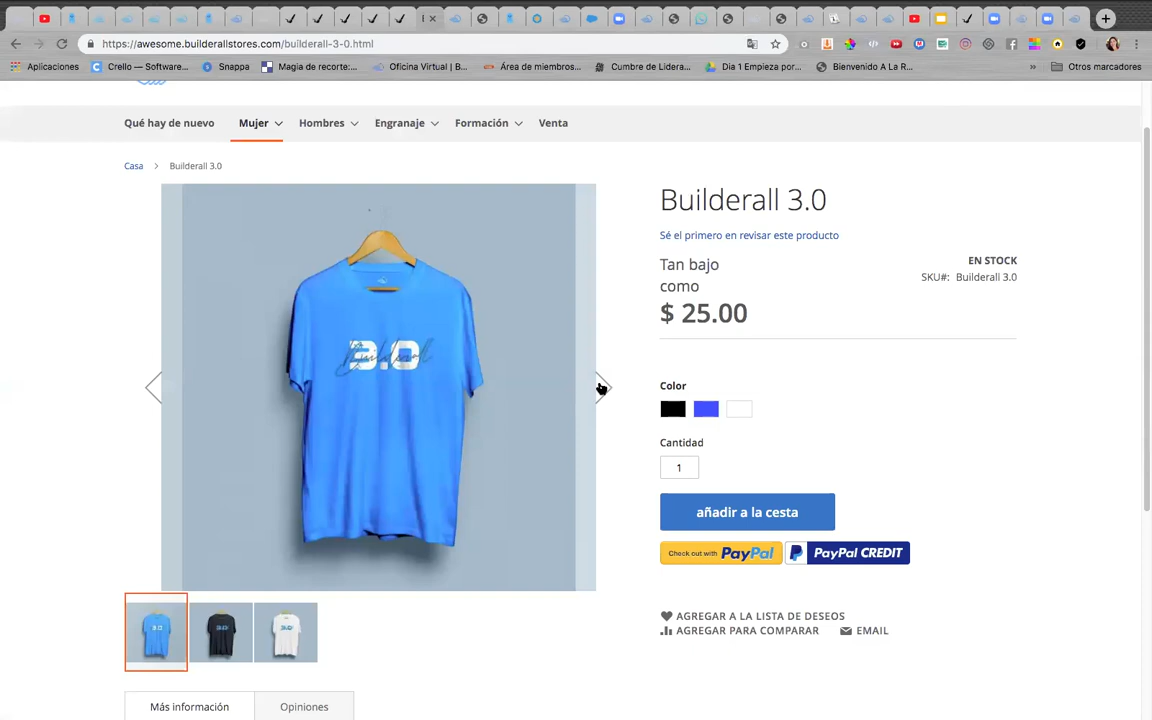 https://awesome.builderallstores.com/builderall-3-0.html
Aplicaciones
Crello — Software...
Snappa
Magia de recorte:...
Oficina Virtual | B...
Área de miembros...
Cumbre de Lidera...
Dia 1 Empieza por...
Bienvenido A La R...
»
Otros marcadores
Qué hay de nuevo
Mujer
Hombres
Engranaje
Formación
Venta
Casa
Builderall 3.0
Builderall 3.0
Sé el primero en revisar este producto
Tan bajo
como
EN STOCK
SKU#: Builderall 3.0
$ 25.00
3.0
Builderall
Color
Cantidad
1
añadir a la cesta
Check out with PayPal
PayPal CREDIT
AGREGAR A LA LISTA DE DESEOS
AGREGAR PARA COMPARAR
EMAIL
Más información
Opiniones